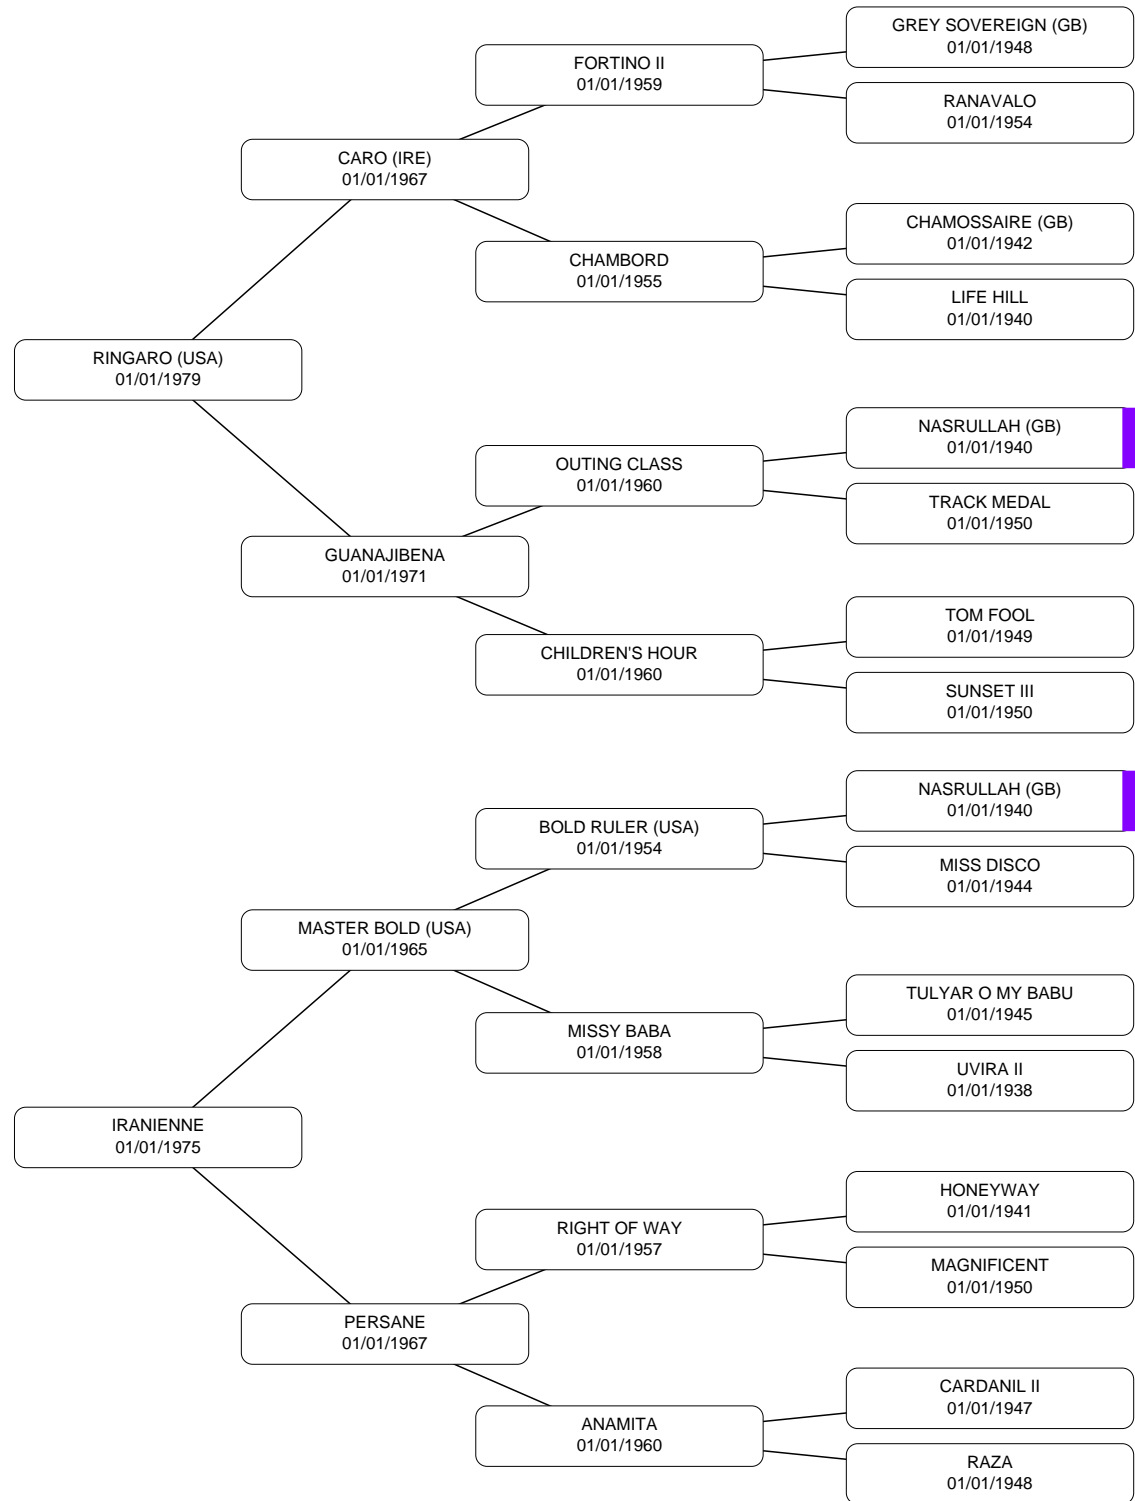 GREY SOVEREIGN (GB)
01/01/1948
FORTINO II
01/01/1959
RANAVALO
01/01/1954
CARO (IRE)
01/01/1967
CHAMOSSAIRE (GB)
01/01/1942
CHAMBORD
01/01/1955
LIFE HILL
01/01/1940
RINGARO (USA)
01/01/1979
NASRULLAH (GB)
01/01/1940
OUTING CLASS
01/01/1960
TRACK MEDAL
01/01/1950
GUANAJIBENA
01/01/1971
TOM FOOL
01/01/1949
CHILDREN'S HOUR
01/01/1960
SUNSET III
01/01/1950
NASRULLAH (GB)
01/01/1940
BOLD RULER (USA)
01/01/1954
MISS DISCO
01/01/1944
MASTER BOLD (USA)
01/01/1965
TULYAR O MY BABU
01/01/1945
MISSY BABA
01/01/1958
UVIRA II
01/01/1938
IRANIENNE
01/01/1975
HONEYWAY
01/01/1941
RIGHT OF WAY
01/01/1957
MAGNIFICENT
01/01/1950
PERSANE
01/01/1967
CARDANIL II
01/01/1947
ANAMITA
01/01/1960
RAZA
01/01/1948